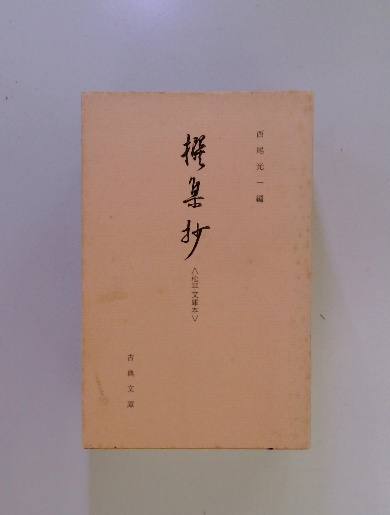 西尾光一編
撰集抄
〈松平文庫本〉
古典文庫